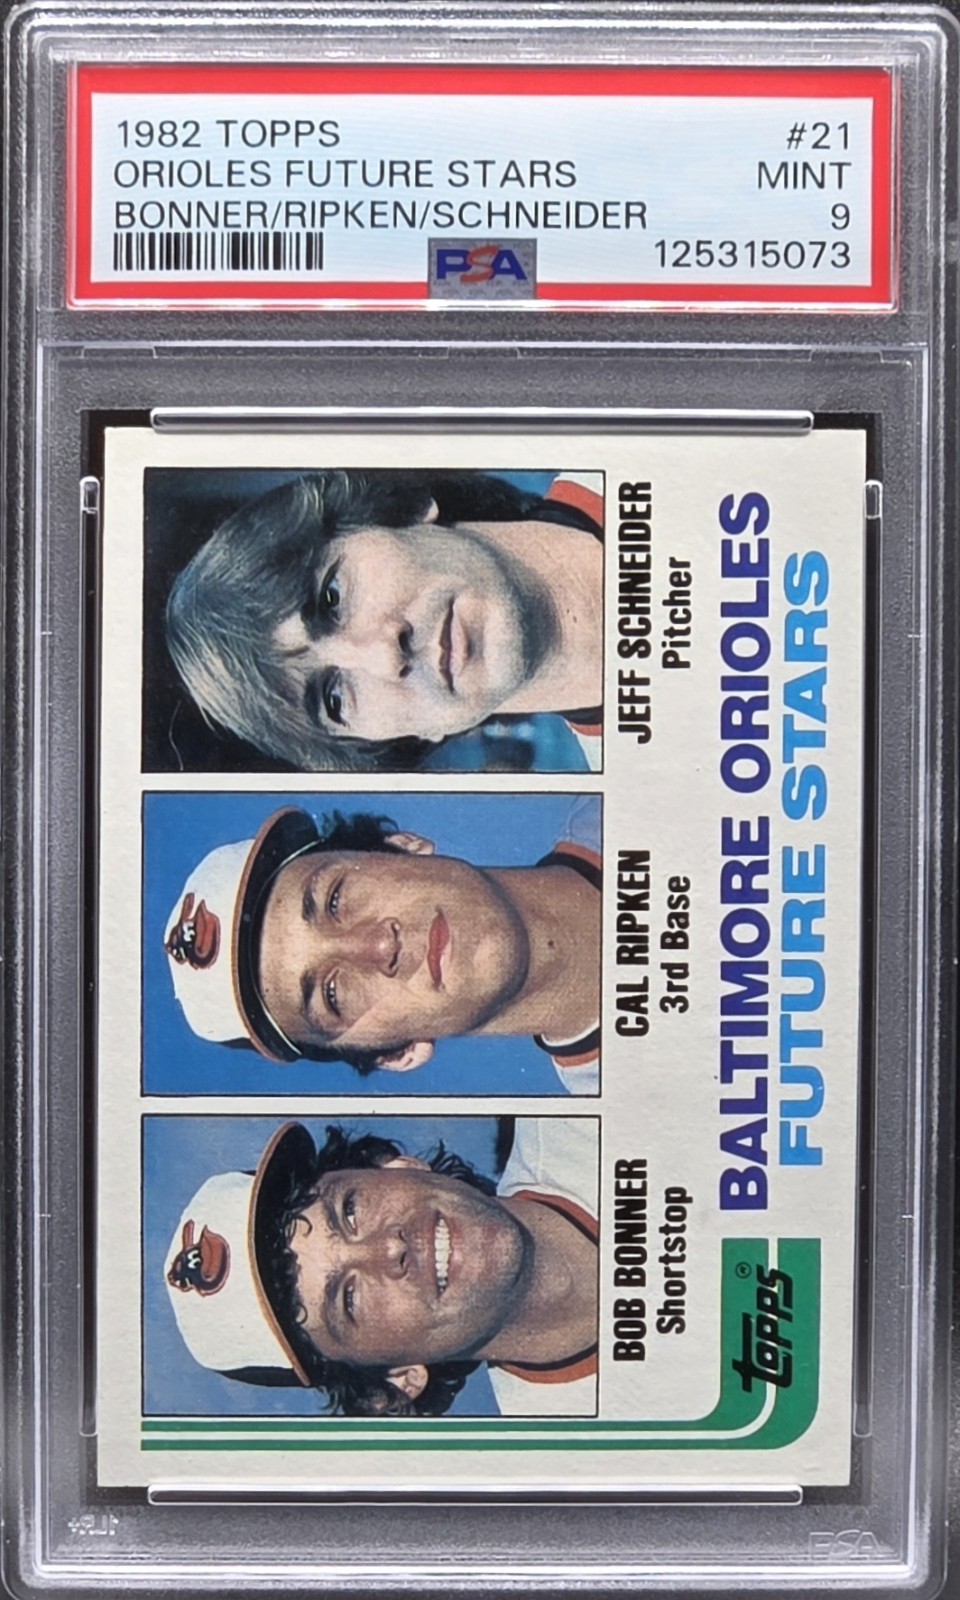 1982 TOPPS #21
ORIOLES FUTURE STARS MINT
BONNER/RIPKEN/SCHNEIDER 9
PSA 125315073
JEFF SCHNEIDER
Pitcher
CAL RIPKEN
3rd Base
BOB BONNER
Shortstop
BALTIMORE ORIOLES
FUTURE STARS
TOPPS ®
PSA